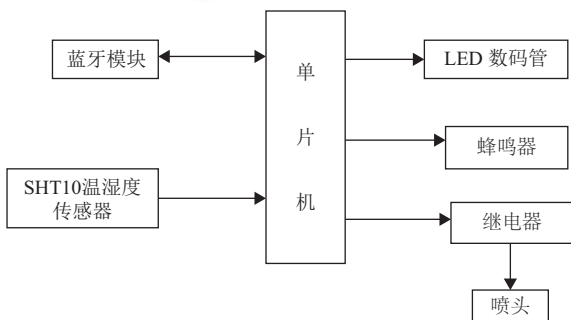 蓝牙模块
SHT10温湿度
传感器
单
片
机
LED 数码管
蜂鸣器
继电器
喷头